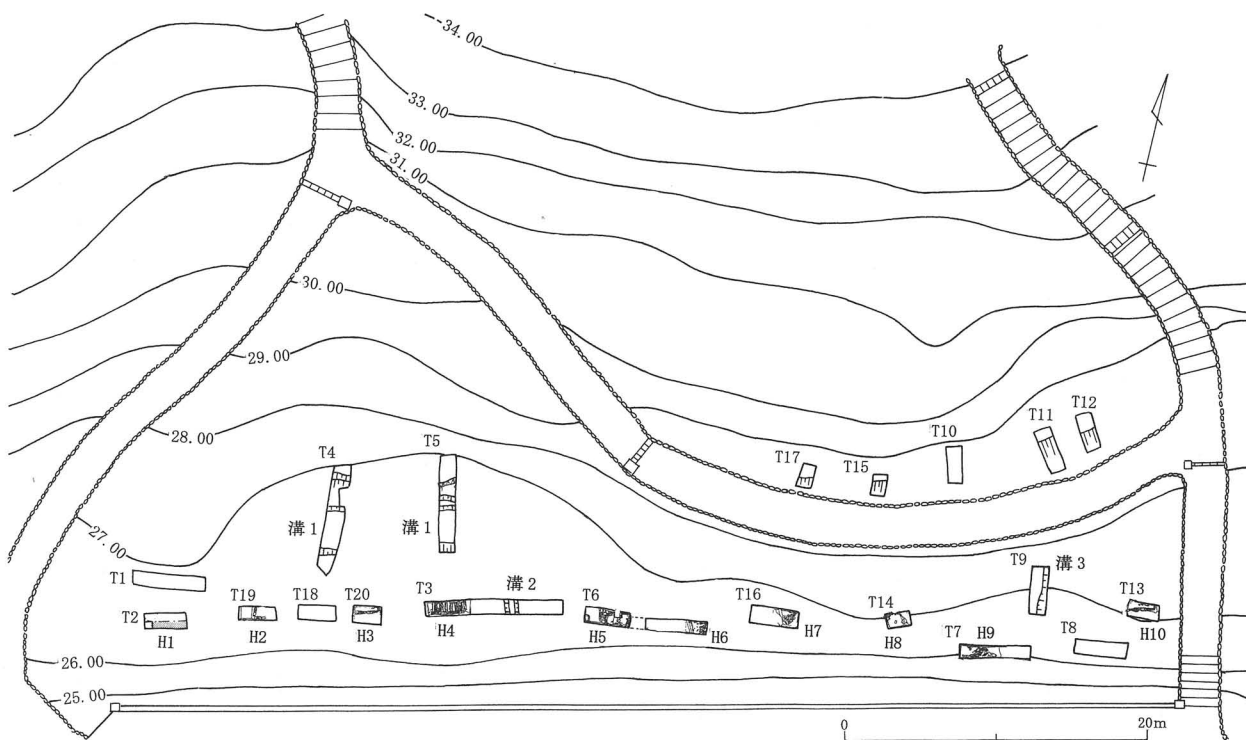 34.00
33.00
32.00
31.00
30.00
29.00
28.00
27.00
26.00
25.00
T4
T5
溝1
溝1
T17
T15
T10
T11
T12
T1
T2
H1
T19
H2
T18
T20
H3
T3
H4
溝2
T6
H5
H6
T16
H7
T14
H8
T9
溝3
T7
H9
T8
T13
H10
0
20m